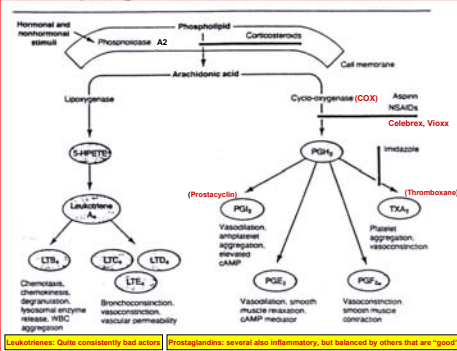 Hormonal and
nonhormonal
stimuli
Phospholipid
Phospholipase A2
Corticosteroids
Cell membrane
Arachidonic acid
Lipoxygenase
Cyclo-oxygenase (COX)
Aspirin
NSAIDs
Celebrex, Vioxx
5-HPETE
PGH₂
Imidazole
(Prostacyclin)
(Thromboxane)
Leukotriene
A₄
PGI₂
TXA₂
Vasodilation,
antiplatelet
aggregation,
elevated
cAMP
Platelet
aggregation,
vasoconstriction
LTB₄
LTC₄
LTD₄
LTE₄
PGE₂
PGF₂α
Chemotaxis,
chemokinesis,
degranulation,
lysosomal enzyme
release, WBC
aggregation
Bronchoconstriction,
vasoconstriction,
vascular permeability
Vasodilation, smooth
muscle relaxation,
cAMP mediator
Vasoconstriction,
smooth muscle
contraction
Leukotrienes: Quite consistently bad actors
Prostaglandins: several also inflammatory, but balanced by others that are "good"